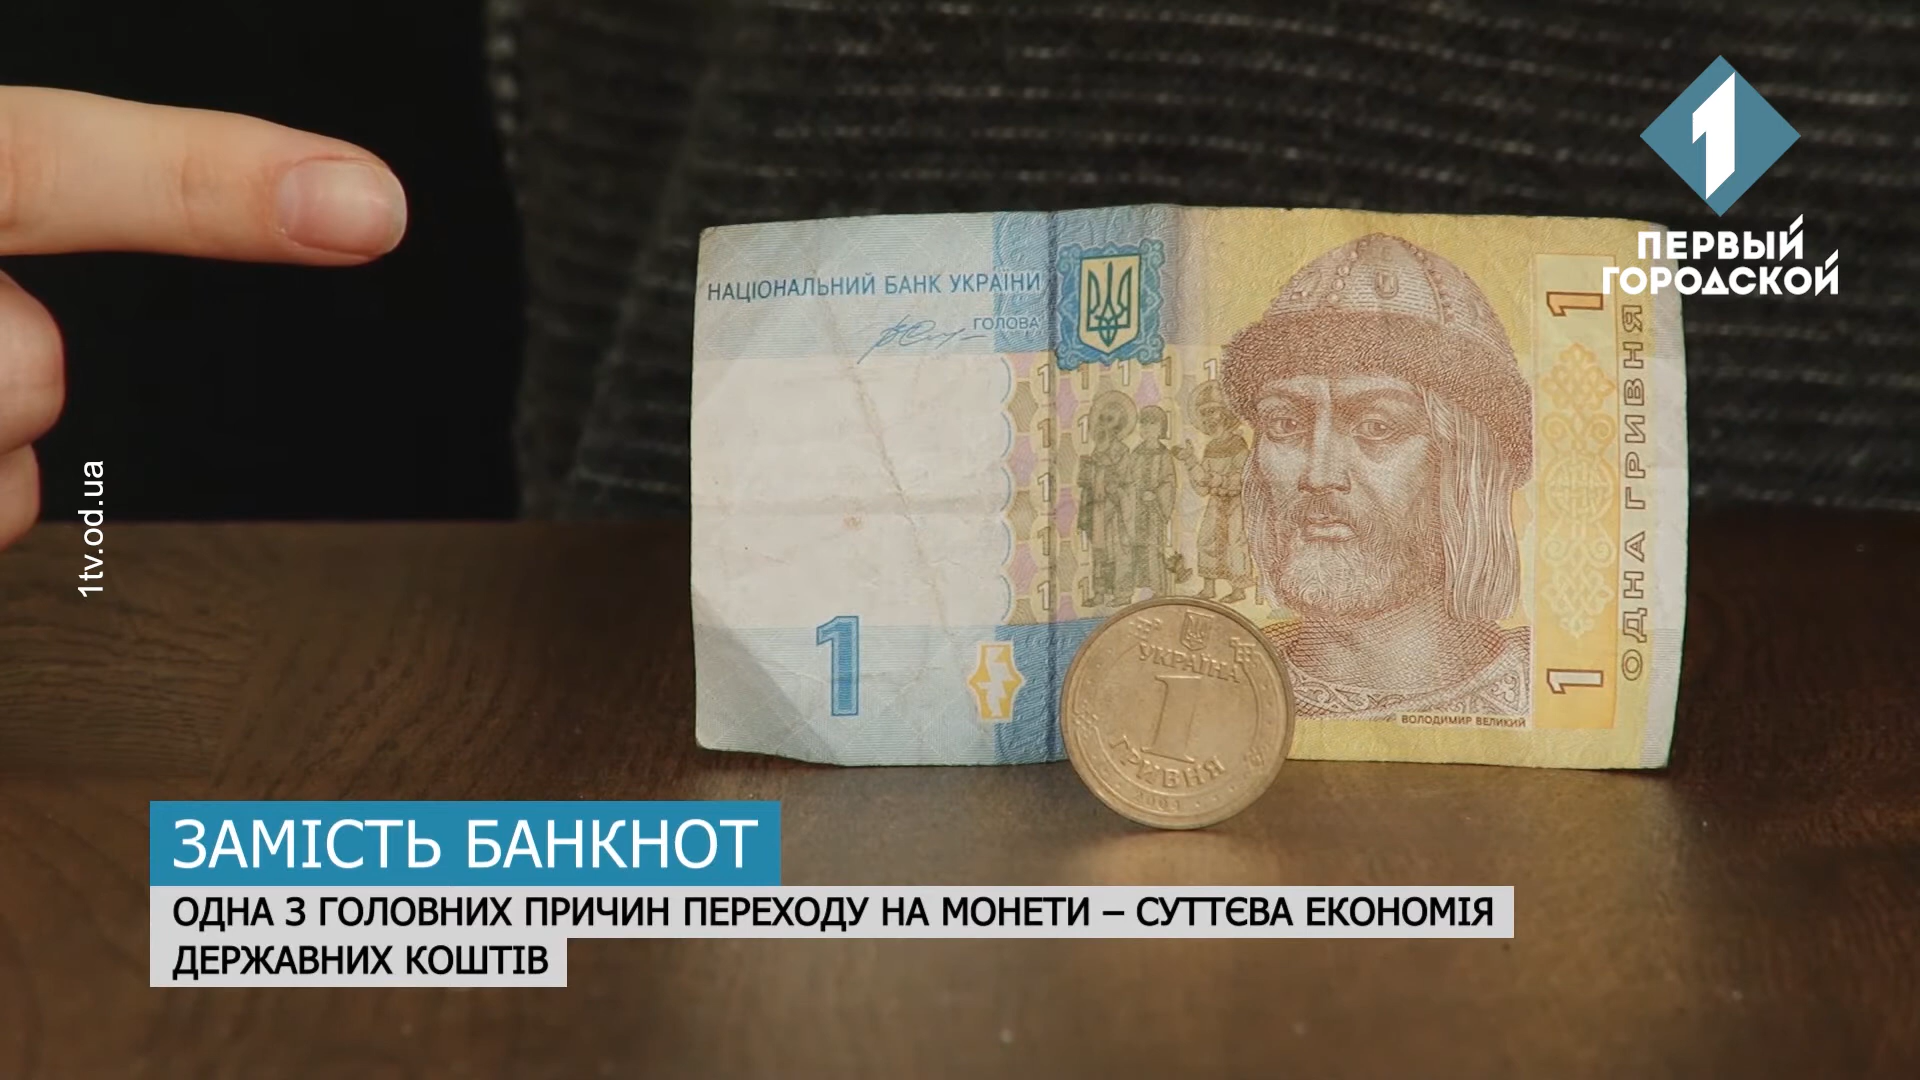 1
ПЕРВЫЙ
ГОРОДСКОЙ
1tv.od.ua
НАЦІОНАЛЬНИЙ БАНК УКРАЇНИ
ГОЛОВА
1
1
ОДНА ГРИВНЯ
1
ВОЛОДИМИР ВЕЛИКИЙ
УКРАЇНА
1
ГРИВНЯ
ЗАМІСТЬ БАНКНОТ
ОДНА З ГОЛОВНИХ ПРИЧИН ПЕРЕХОДУ НА МОНЕТИ – СУТТЄВА ЕКОНОМІЯ
ДЕРЖАВНИХ КОШТІВ